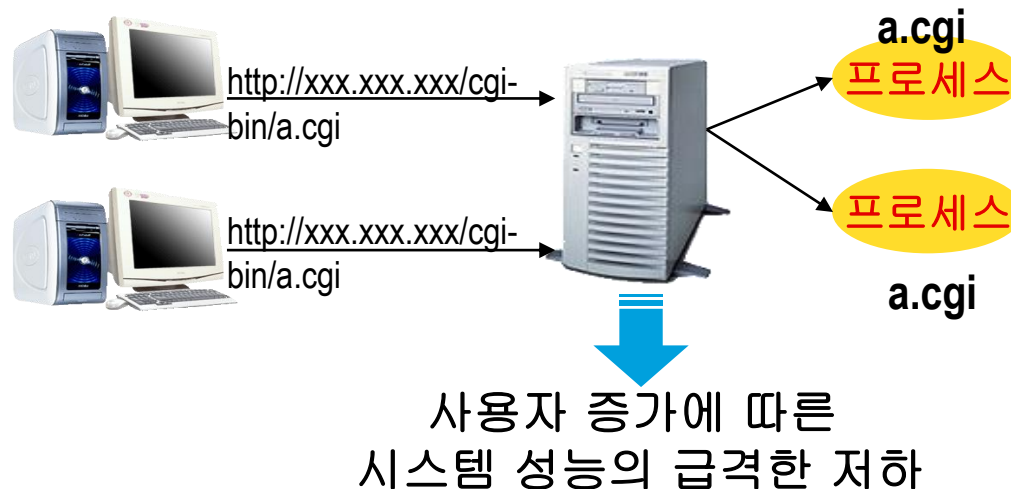 a.cgi
프로세스
http://xxx.xxx.xxx/cgi-
bin/a.cgi
http://xxx.xxx.xxx/cgi-
bin/a.cgi
프로세스
a.cgi
사용자 증가에 따른
시스템 성능의 급격한 저하